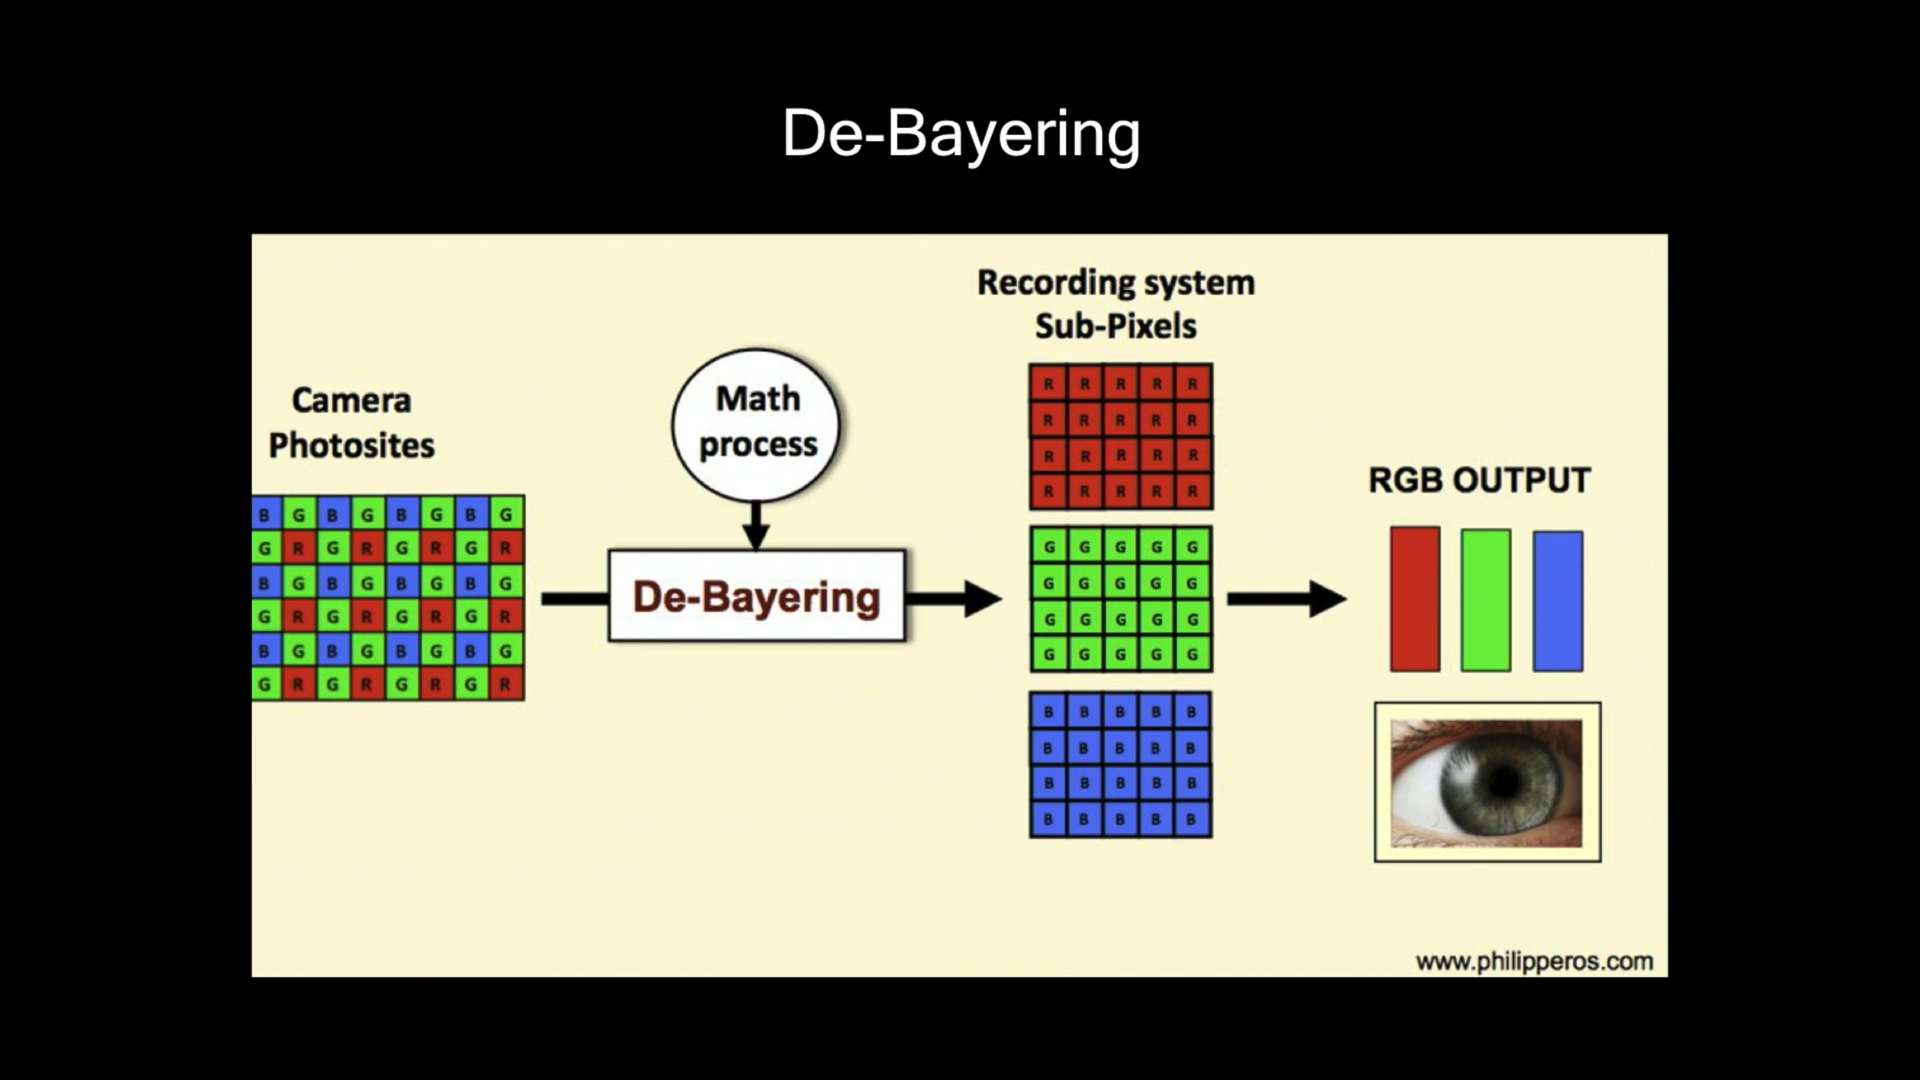 De-Bayering
Camera
Photosites
B G B G B G B G
G R G R G R G R
B G B G B G B G
G R G R G R G R
B G B G B G B G
G R G R G R G R
Math
process
De-Bayering
Recording system
Sub-Pixels
R R R R R
R R R R R
R R R R R
R R R R R
G G G G G
G G G G G
G G G G G
G G G G G
B B B B B
B B B B B
B B B B B
B B B B B
RGB OUTPUT
www.philipperos.com